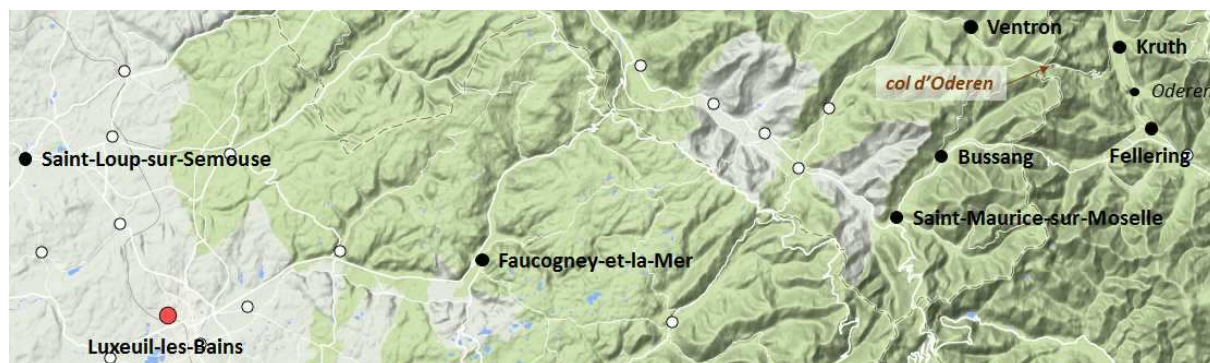 Ventron
Kruth
col d'Oderen
Oderen
Saint-Loup-sur-Semouse
Bussang
Fellering
Saint-Maurice-sur-Moselle
Faucogney-et-la-Mer
Luxeuil-les-Bains